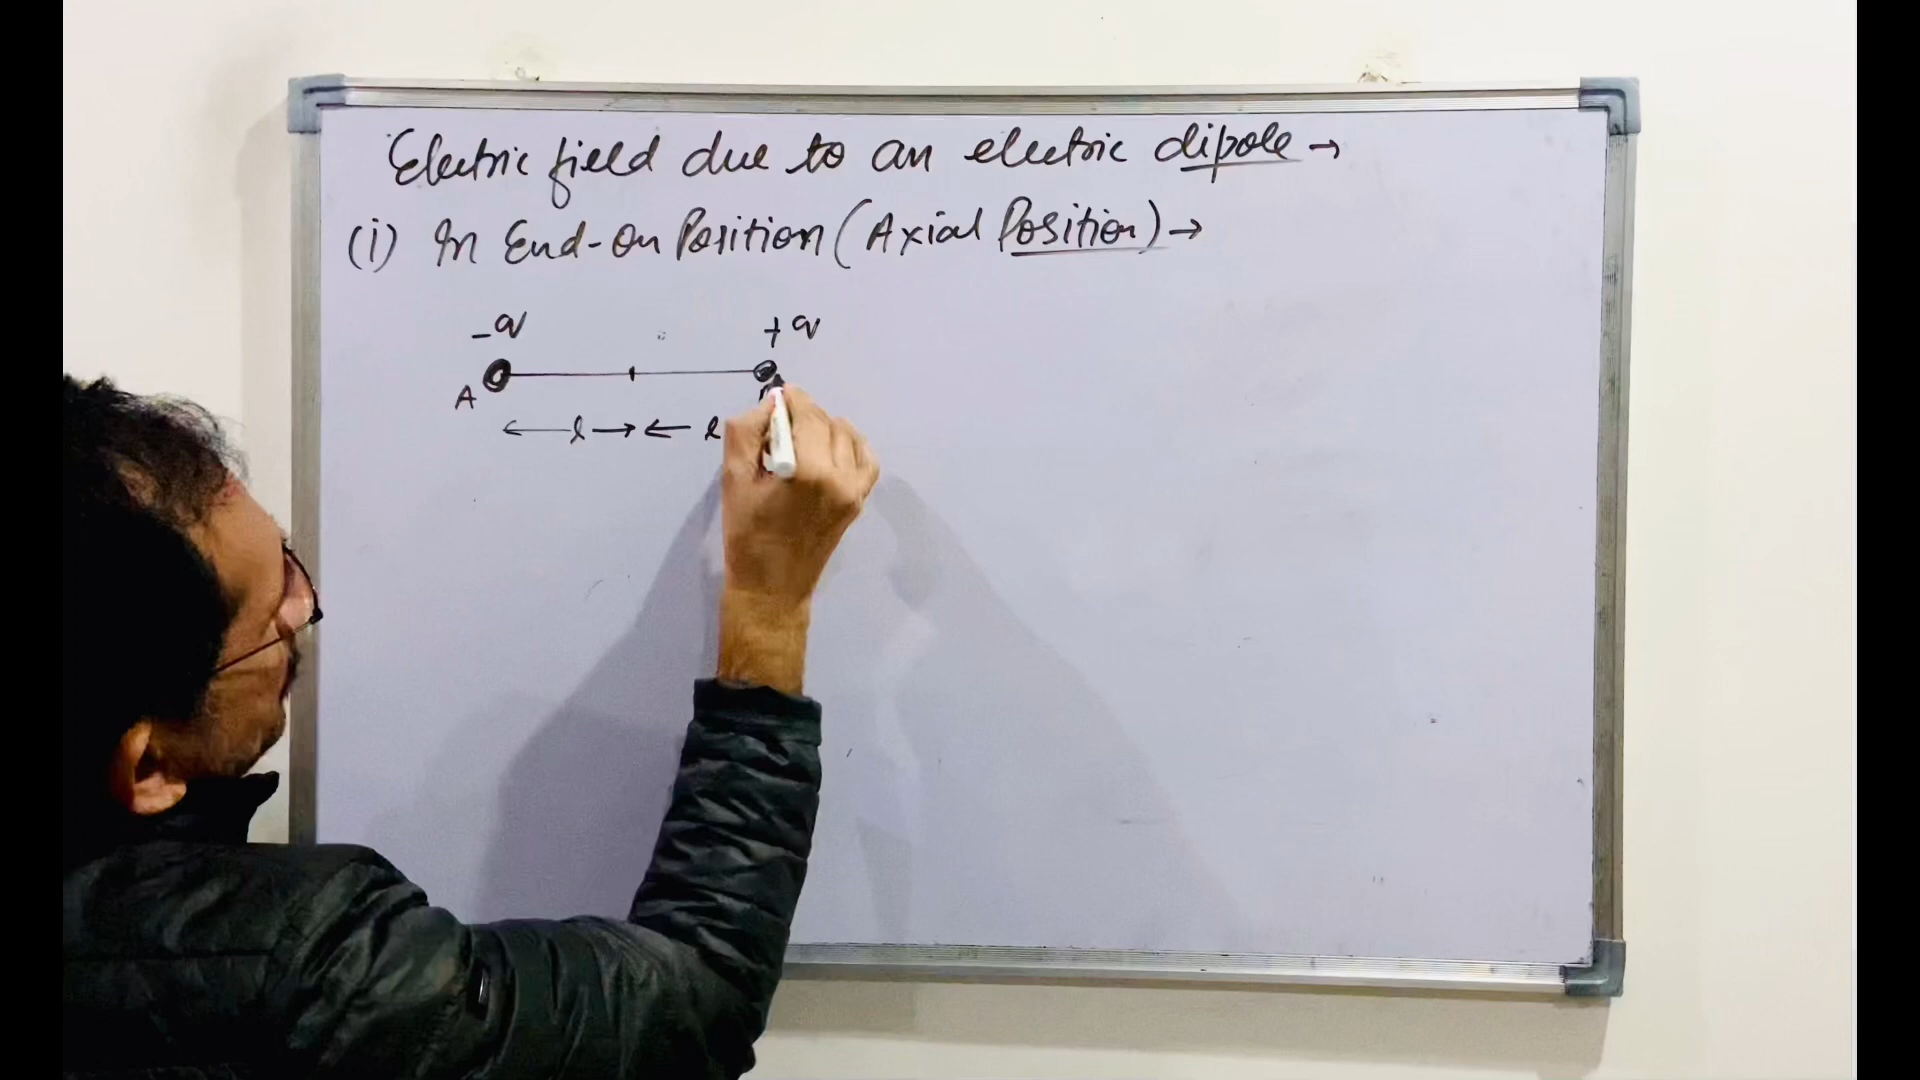 Electric field due to an electric dipole →
(i) In End-on Position (Axial Position) →
-q +q
A
← l → ← l